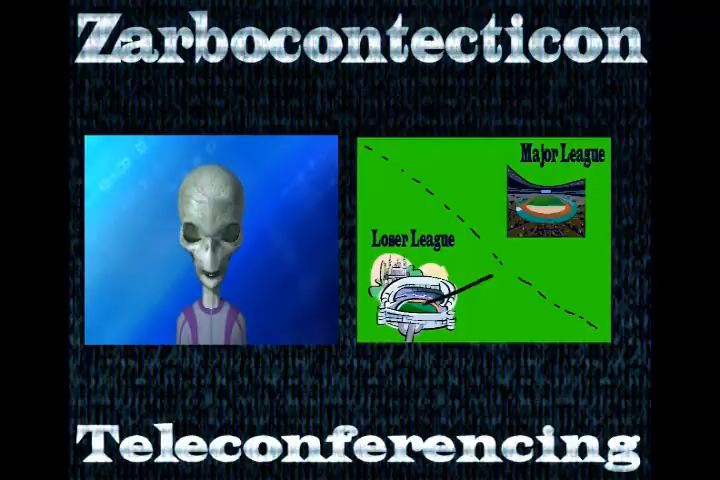 Zarbocontecticon
Major League
Loser League
Teleconferencing